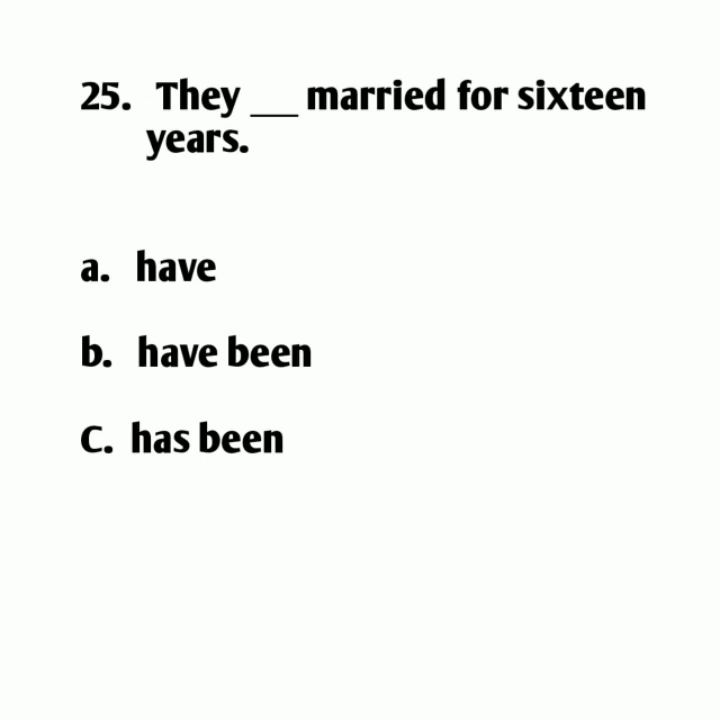 25. They ___ married for sixteen
years.
a. have
b. have been
C. has been